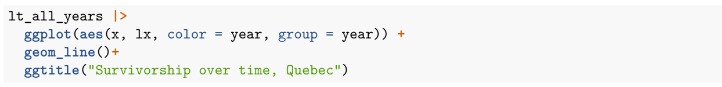 lt_all_years |>
  ggplot(aes(x, lx, color = year, group = year)) +
  geom_line()+
  ggtitle("Survivorship over time, Quebec")